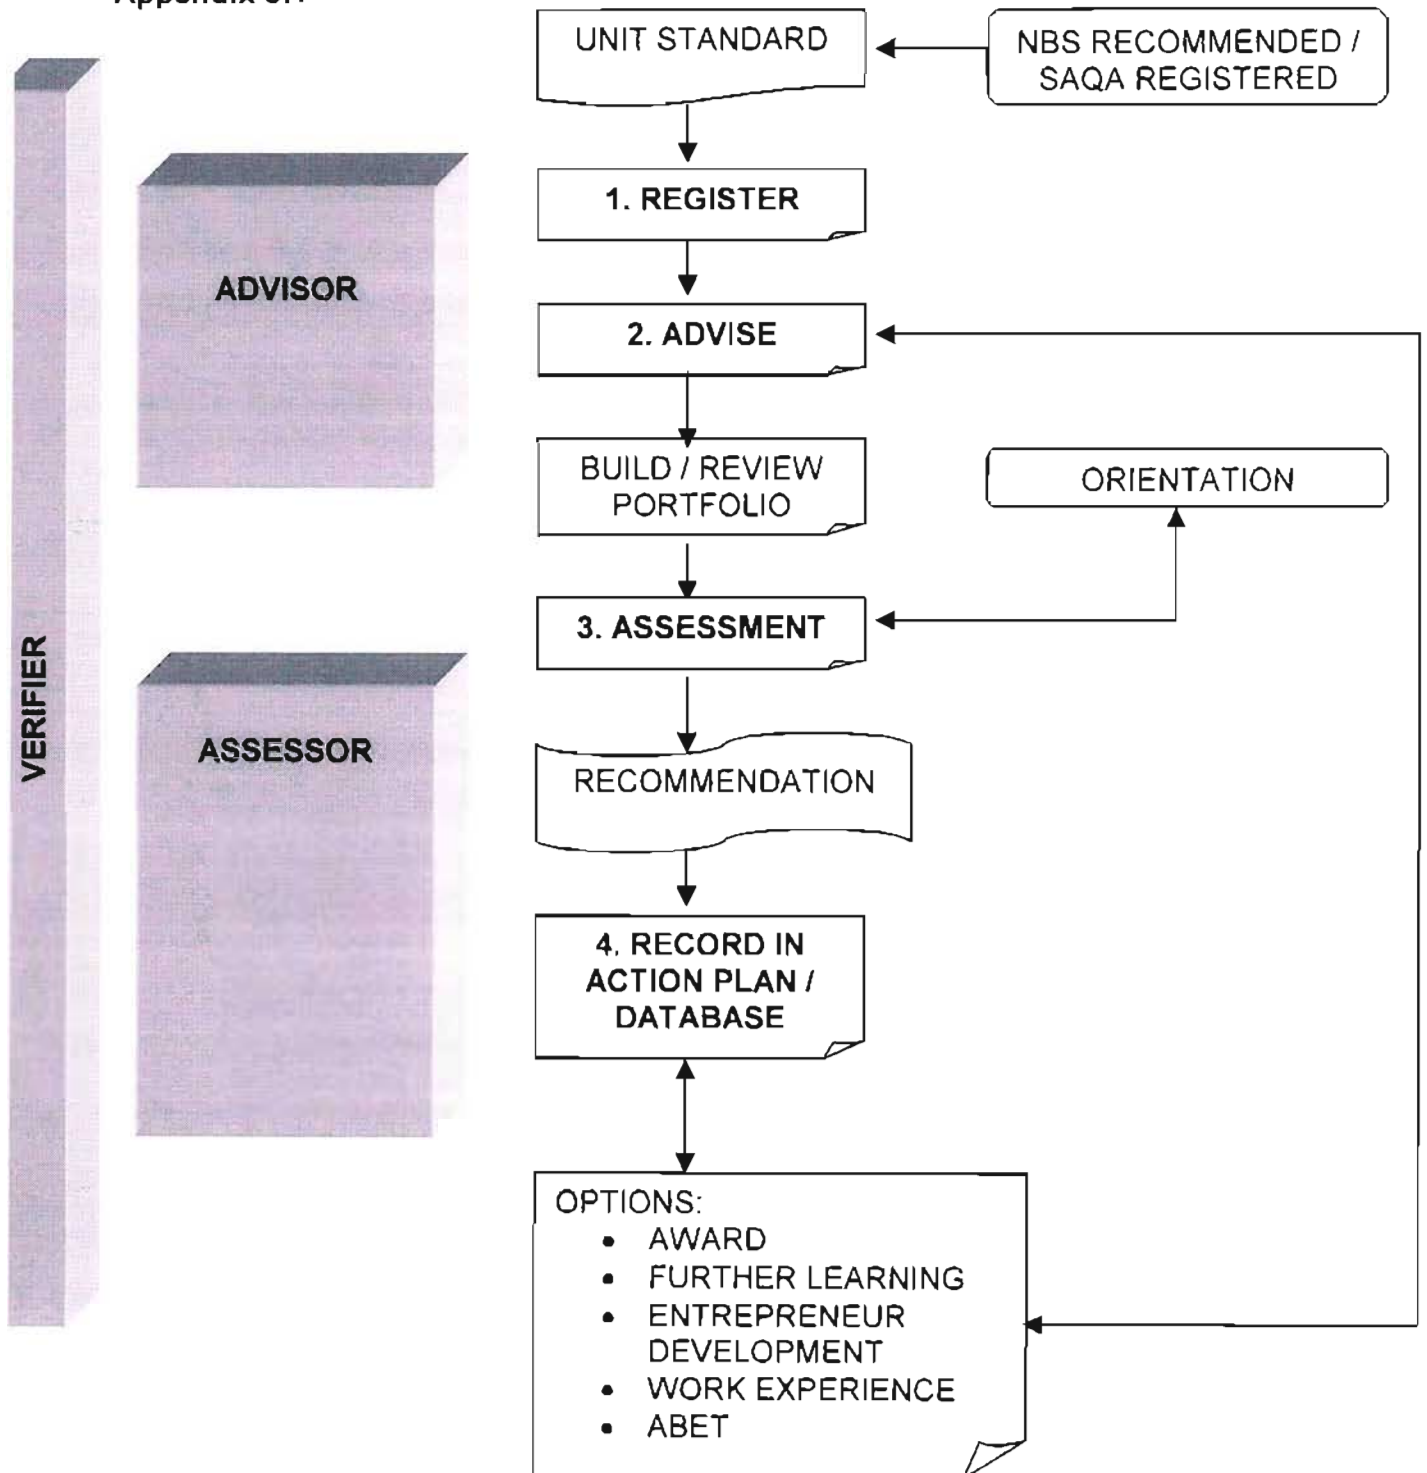 UNIT STANDARD
NBS RECOMMENDED /
SAQA REGISTERED
1. REGISTER
ADVISOR
2. ADVISE
BUILD / REVIEW
PORTFOLIO
ORIENTATION
3. ASSESSMENT
VERIFIER
ASSESSOR
RECOMMENDATION
4. RECORD IN
ACTION PLAN /
DATABASE
OPTIONS:
• AWARD
• FURTHER LEARNING
• ENTREPRENEUR
DEVELOPMENT
• WORK EXPERIENCE
• ABET